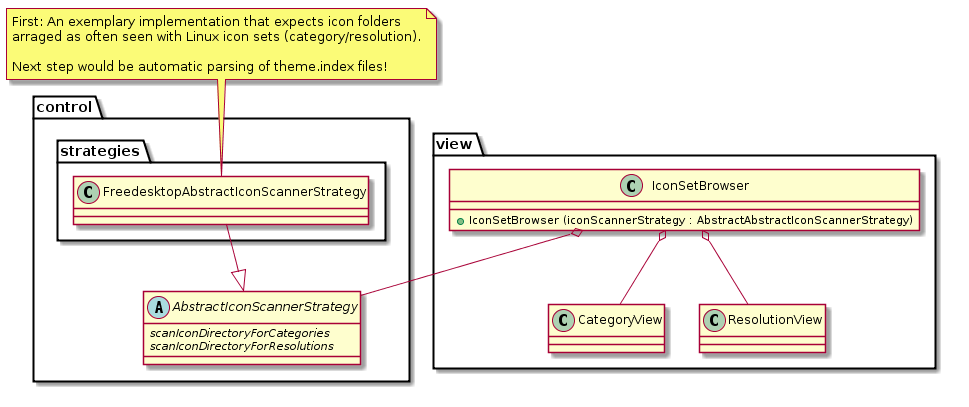 First: An exemplary implementation that expects icon folders
arraged as often seen with Linux icon sets (category/resolution).
Next step would be automatic parsing of theme.index files!
control
strategies
C FreedesktopAbstractIconScannerStrategy
A AbstractIconScannerStrategy
scanIconDirectoryForCategories
scanIconDirectoryForResolutions
view
C IconSetBrowser
IconSetBrowser (iconScannerStrategy : AbstractAbstractIconScannerStrategy)
C CategoryView
C ResolutionView